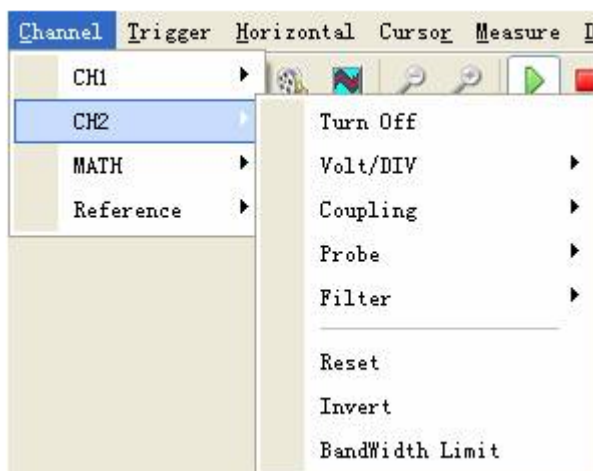 Channel Trigger Horizontal Cursor Measure
CH1
CH2
MATH
Reference
Turn Off
Volt/DIV
Coupling
Probe
Filter
Reset
Invert
BandWidth Limit